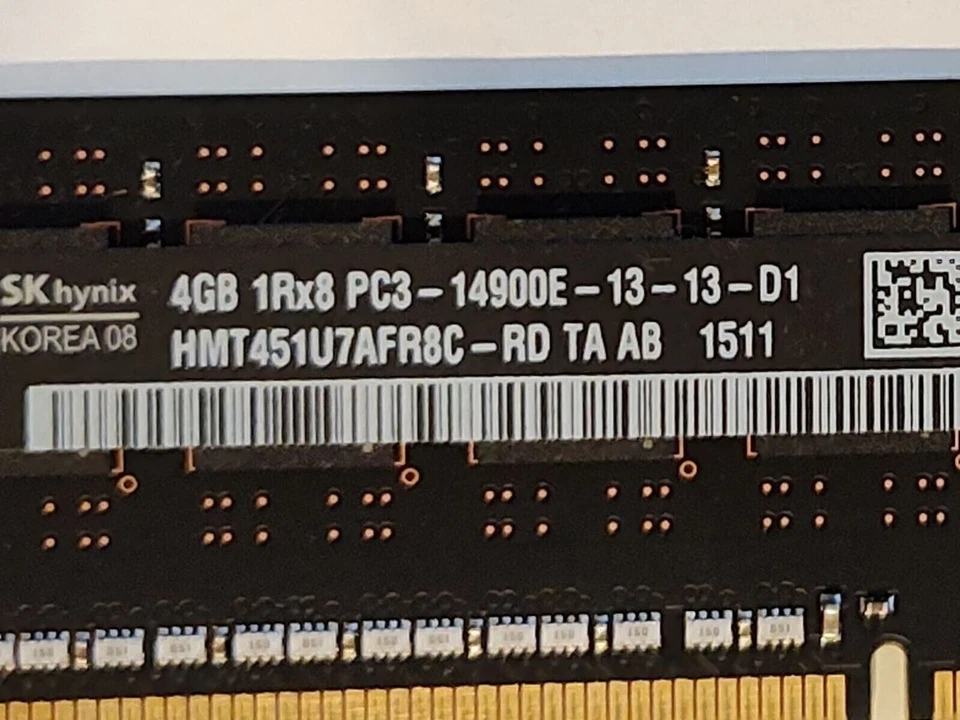 SK hynix
KOREA 08
4GB 1Rx8 PC3-14900E-13-13-D1
HMT451U7AFR8C-RD TA AB 1511